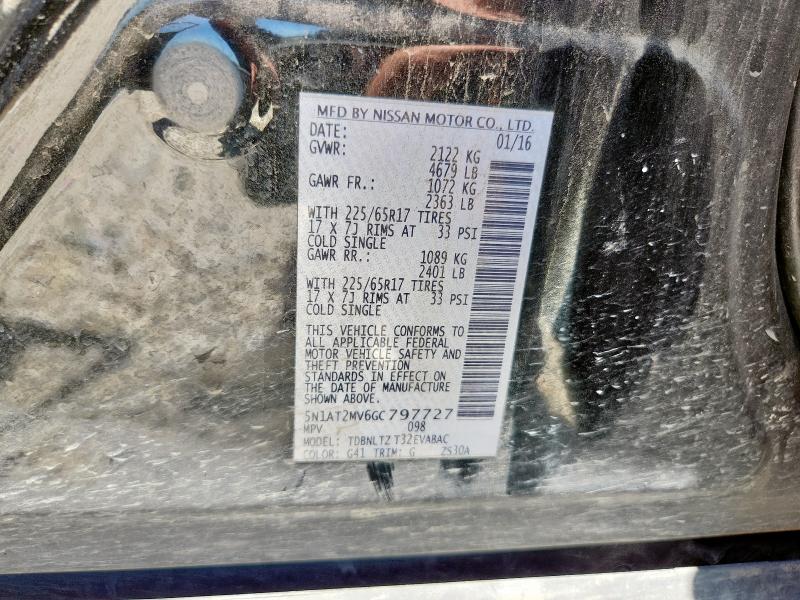 MFD BY NISSAN MOTOR CO., LTD.
DATE: 01/16
GVWR: 2122 KG
4679 LB
GAWR FR.: 1072 KG
2363 LB
WITH 225/65R17 TIRES
17 X 7J RIMS AT 33 PSI
COLD SINGLE
GAWR RR.: 1089 KG
2401 LB
WITH 225/65R17 TIRES
17 X 7J RIMS AT 33 PSI
COLD SINGLE
THIS VEHICLE CONFORMS TO
ALL APPLICABLE FEDERAL
MOTOR VEHICLE SAFETY AND
THEFT PREVENTION
STANDARDS IN EFFECT ON
THE DATE OF MANUFACTURE
SHOWN ABOVE.
5N1AT2MV6GC797727
MPV 098
MODEL: TDBNLTZ T32EVABAC
COLOR: G41 TRIM: G ZS30A